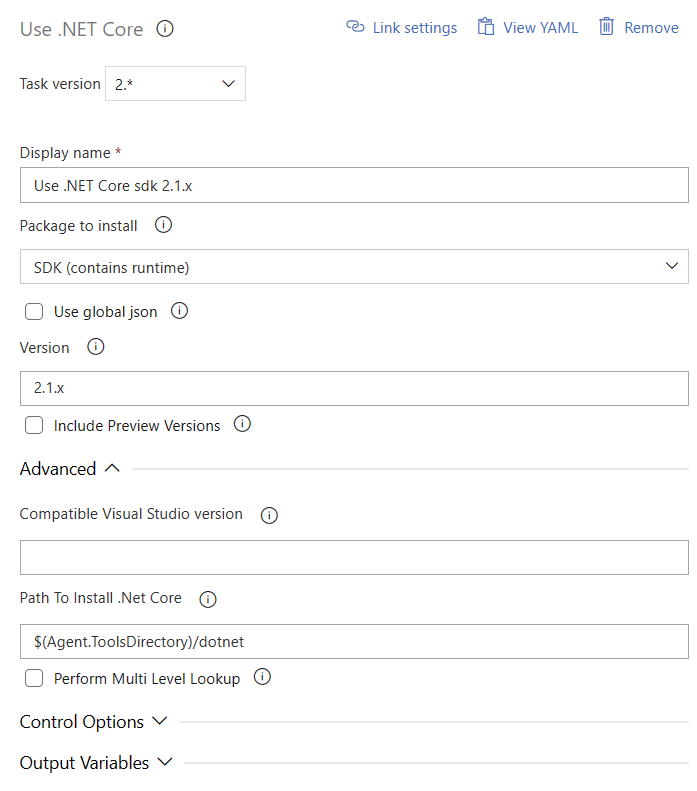 Use .NET Core
Link settings
View YAML
Remove
Task version 2.*
Display name *
Use .NET Core sdk 2.1.x
Package to install
SDK (contains runtime)
Use global json
Version
2.1.x
Include Preview Versions
Advanced
Compatible Visual Studio version
Path To Install .Net Core
$(Agent.ToolsDirectory)/dotnet
Perform Multi Level Lookup
Control Options
Output Variables